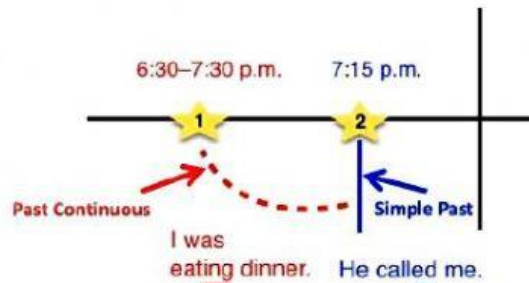 6:30–7:30 p.m. 7:15 p.m.
1 2
Past Continuous Simple Past
I was
eating dinner. He called me.